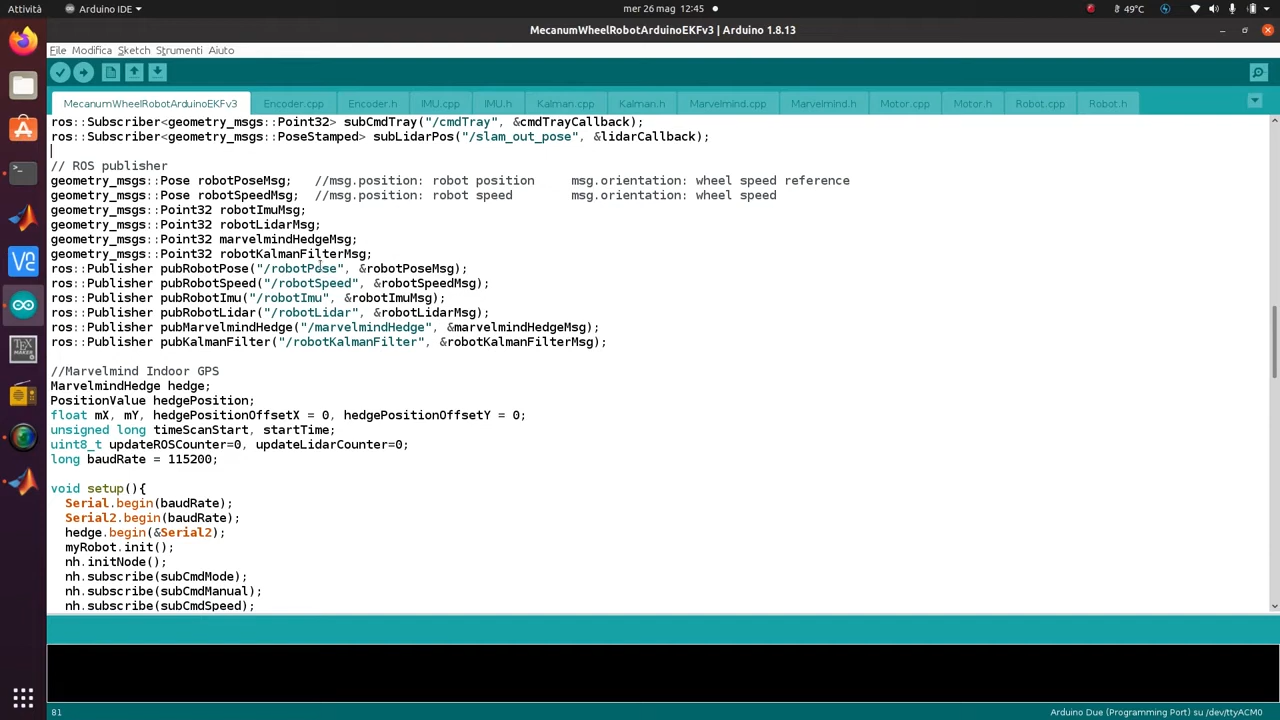 Attività Arduino IDE mer 26 mag 12:45 49°C
MecanumWheelRobotArduinoEKFv3 | Arduino 1.8.13
File Modifica Sketch Strumenti Aiuto
MecanumWheelRobotArduinoEKFv3 Encoder.cpp Encoder.h IMU.cpp IMU.h Kalman.cpp Kalman.h Marvelmind.cpp Marvelmind.h Motor.cpp Motor.h Robot.cpp Robot.h
ros::Subscriber<geometry_msgs::Point32> subCmdTray("/cmdTray", &cmdTrayCallback);
ros::Subscriber<geometry_msgs::PoseStamped> subLidarPos("/slam_out_pose", &lidarCallback);
// ROS publisher
geometry_msgs::Pose robotPoseMsg;   //msg.position: robot position     msg.orientation: wheel speed reference
geometry_msgs::Pose robotSpeedMsg;  //msg.position: robot speed        msg.orientation: wheel speed
geometry_msgs::Point32 robotImuMsg;
geometry_msgs::Point32 robotLidarMsg;
geometry_msgs::Point32 marvelmindHedgeMsg;
geometry_msgs::Point32 robotKalmanFilterMsg;
ros::Publisher pubRobotPose("/robotPose", &robotPoseMsg);
ros::Publisher pubRobotSpeed("/robotSpeed", &robotSpeedMsg);
ros::Publisher pubRobotImu("/robotImu", &robotImuMsg);
ros::Publisher pubRobotLidar("/robotLidar", &robotLidarMsg);
ros::Publisher pubMarvelmindHedge("/marvelmindHedge", &marvelmindHedgeMsg);
ros::Publisher pubKalmanFilter("/robotKalmanFilter", &robotKalmanFilterMsg);
//Marvelmind Indoor GPS
MarvelmindHedge hedge;
PositionValue hedgePosition;
float mX, mY, hedgePositionOffsetX = 0, hedgePositionOffsetY = 0;
unsigned long timeScanStart, startTime;
uint8_t updateROSCounter=0, updateLidarCounter=0;
long baudRate = 115200;
void setup(){
  Serial.begin(baudRate);
  Serial2.begin(baudRate);
  hedge.begin(&Serial2);
  myRobot.init();
  nh.initNode();
  nh.subscribe(subCmdMode);
  nh.subscribe(subCmdManual);
  nh.subscribe(subCmdSpeed);
81 Arduino Due (Programming Port) su /dev/ttyACM0